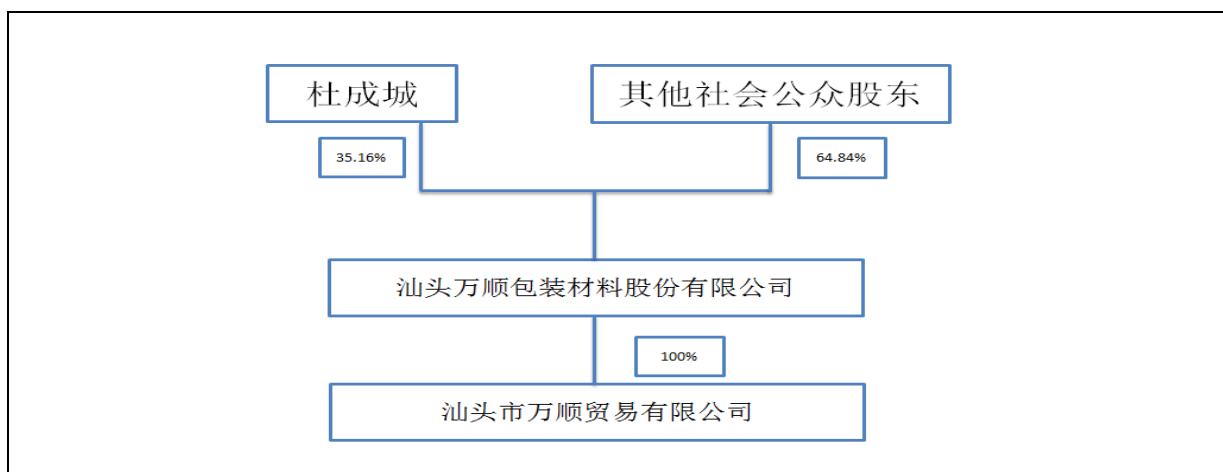 杜成城
其他社会公众股东
35.16%
64.84%
汕头万顺包装材料股份有限公司
100%
汕头市万顺贸易有限公司